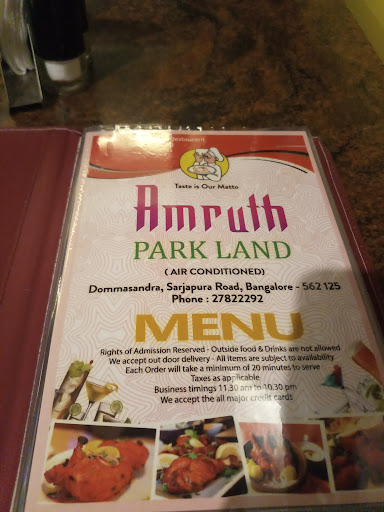 Restaurent
Taste is Our Matto
Amruth
PARK LAND
( AIR CONDITIONED)
Dommasandra, Sarjapura Road, Bangalore - 562 125
Phone : 27822292
MENU
Rights of Admission Reserved - Outside food & Drinks are not allowed
We accept out door delivery - All items are subject to availability
Each Order will take a minimum of 20 minutes to serve
Taxes as applicable
Business timings 11.30 am to 10.30 pm
We accept the all major credit cards